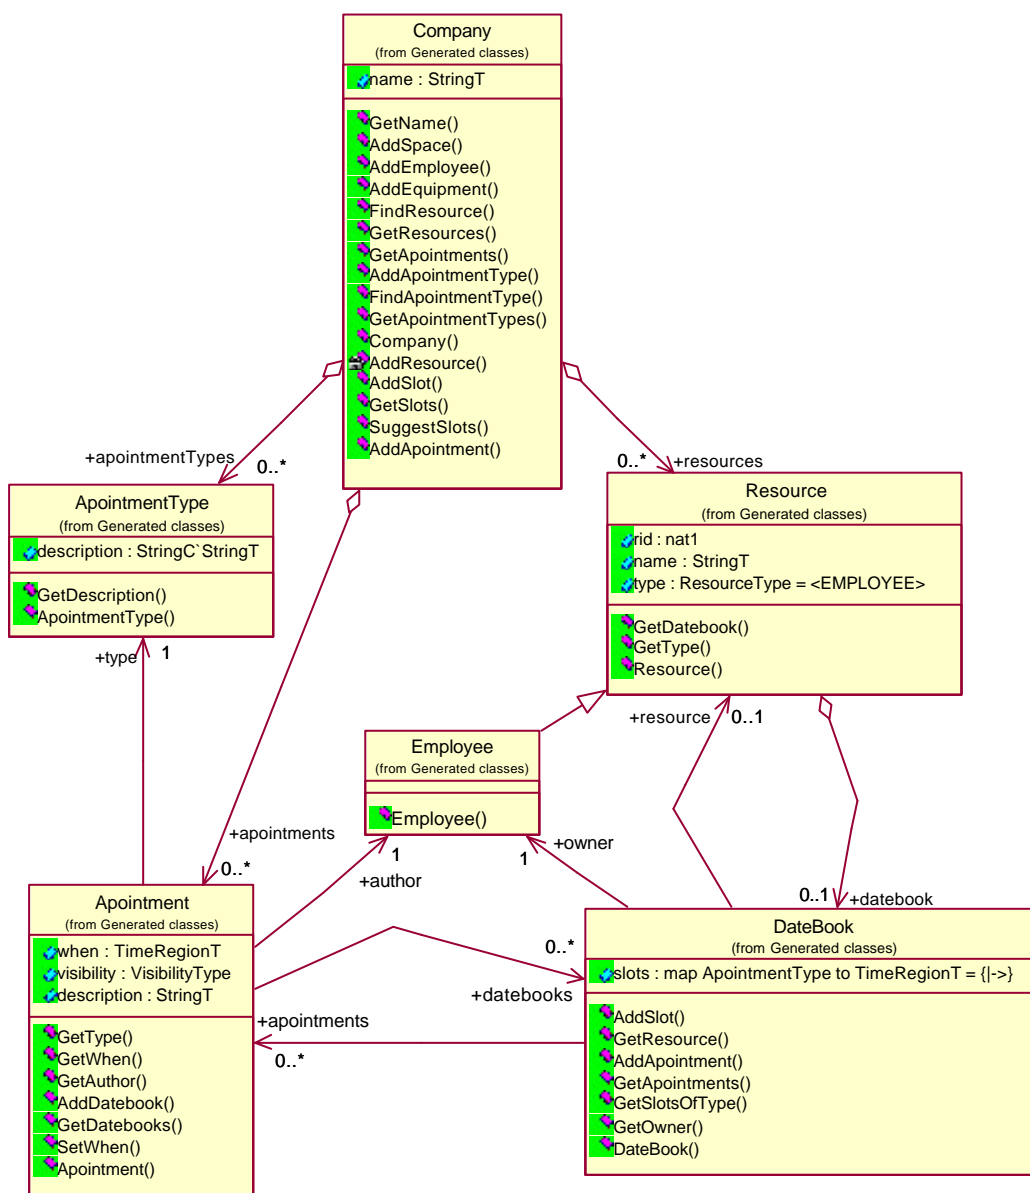 Company
(from Generated classes)
name : StringT
GetName()
AddSpace()
AddEmployee()
AddEquipment()
FindResource()
GetResources()
GetApointments()
AddApointmentType()
FindApointmentType()
GetApointmentTypes()
Company()
AddResource()
AddSlot()
GetSlots()
SuggestSlots()
AddApointment()
+apointmentTypes
0..*
0..*
+resources
ApointmentType
(from Generated classes)
description : StringC`StringT
GetDescription()
ApointmentType()
Resource
(from Generated classes)
rid : nat1
name : StringT
type : ResourceType = <EMPLOYEE>
GetDatebook()
GetType()
Resource()
+type
1
+resource
0..1
Employee
(from Generated classes)
Employee()
+apointments
0..*
1
+author
1
+owner
0..1
+datebook
Apointment
(from Generated classes)
when : TimeRegionT
visibility : VisibilityType
description : StringT
GetType()
GetWhen()
GetAuthor()
AddDatebook()
GetDatebooks()
SetWhen()
Apointment()
0..*
+datebooks
+apointments
0..*
DateBook
(from Generated classes)
slots : map ApointmentType to TimeRegionT = {|->}
AddSlot()
GetResource()
AddApointment()
GetApointments()
GetSlotsOfType()
GetOwner()
DateBook()